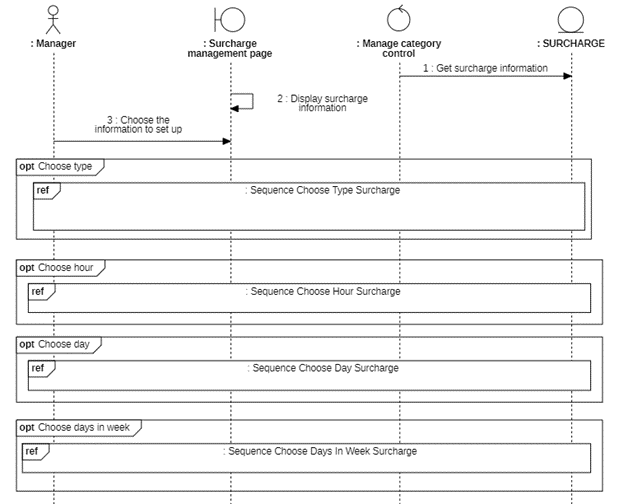 : Manager
: Surcharge
management page
: Manage category
control
: SURCHARGE
1 : Get surcharge information
2 : Display surcharge
information
3 : Choose the
information to set up
opt Choose type
ref
: Sequence Choose Type Surcharge
opt Choose hour
ref
: Sequence Choose Hour Surcharge
opt Choose day
ref
: Sequence Choose Day Surcharge
opt Choose days in week
ref
: Sequence Choose Days In Week Surcharge